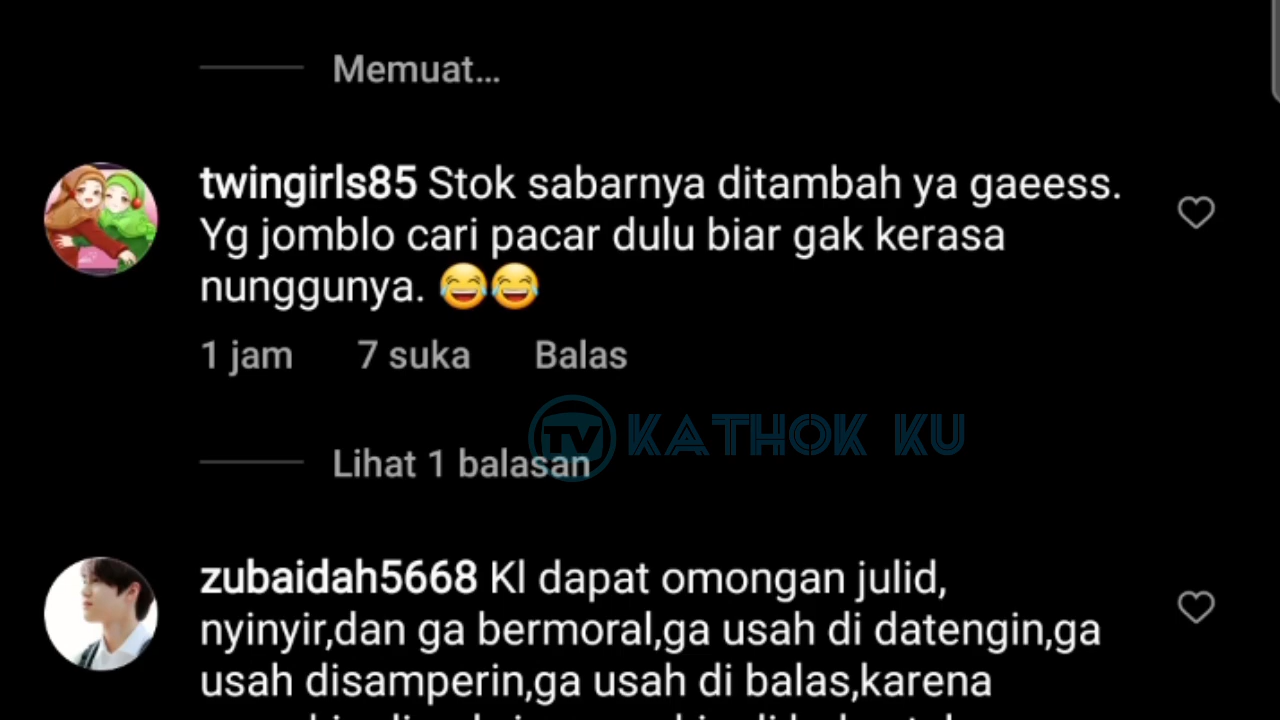 Memuat...
twingirls85 Stok sabarnya ditambah ya gaeess.
Yg jomblo cari pacar dulu biar gak kerasa
nunggunya. 😂😂
1 jam 7 suka Balas
TV KATHOK KU
Lihat 1 balasan
zubaidah5668 Kl dapat omongan julid,
nyinyir,dan ga bermoral,ga usah di datengin,ga
usah disamperin,ga usah di balas,karena